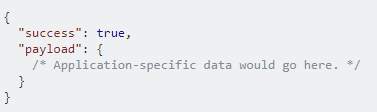 {
  "success": true,
  "payload": {
    /* Application-specific data would go here. */
  }
}